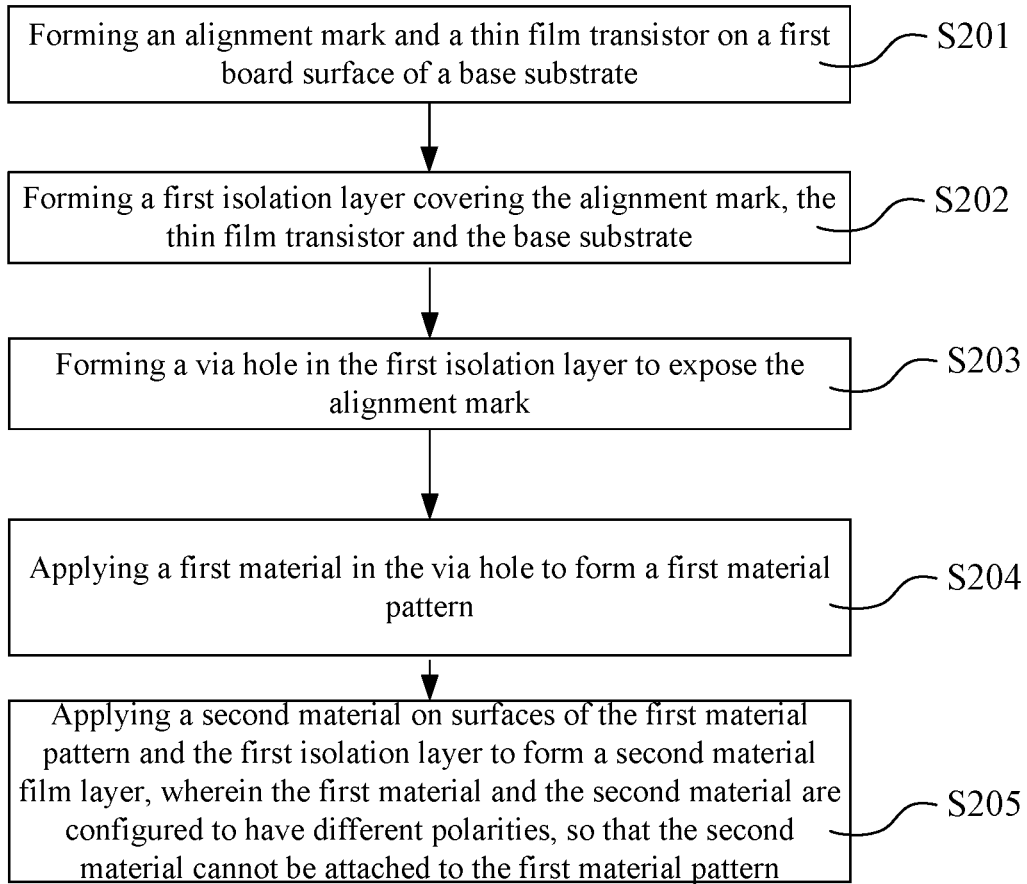 Forming an alignment mark and a thin film transistor on a first
board surface of a base substrate
S201
Forming a first isolation layer covering the alignment mark, the
thin film transistor and the base substrate
S202
Forming a via hole in the first isolation layer to expose the
alignment mark
S203
Applying a first material in the via hole to form a first material
pattern
S204
Applying a second material on surfaces of the first material
pattern and the first isolation layer to form a second material
film layer, wherein the first material and the second material are
configured to have different polarities, so that the second
material cannot be attached to the first material pattern
S205